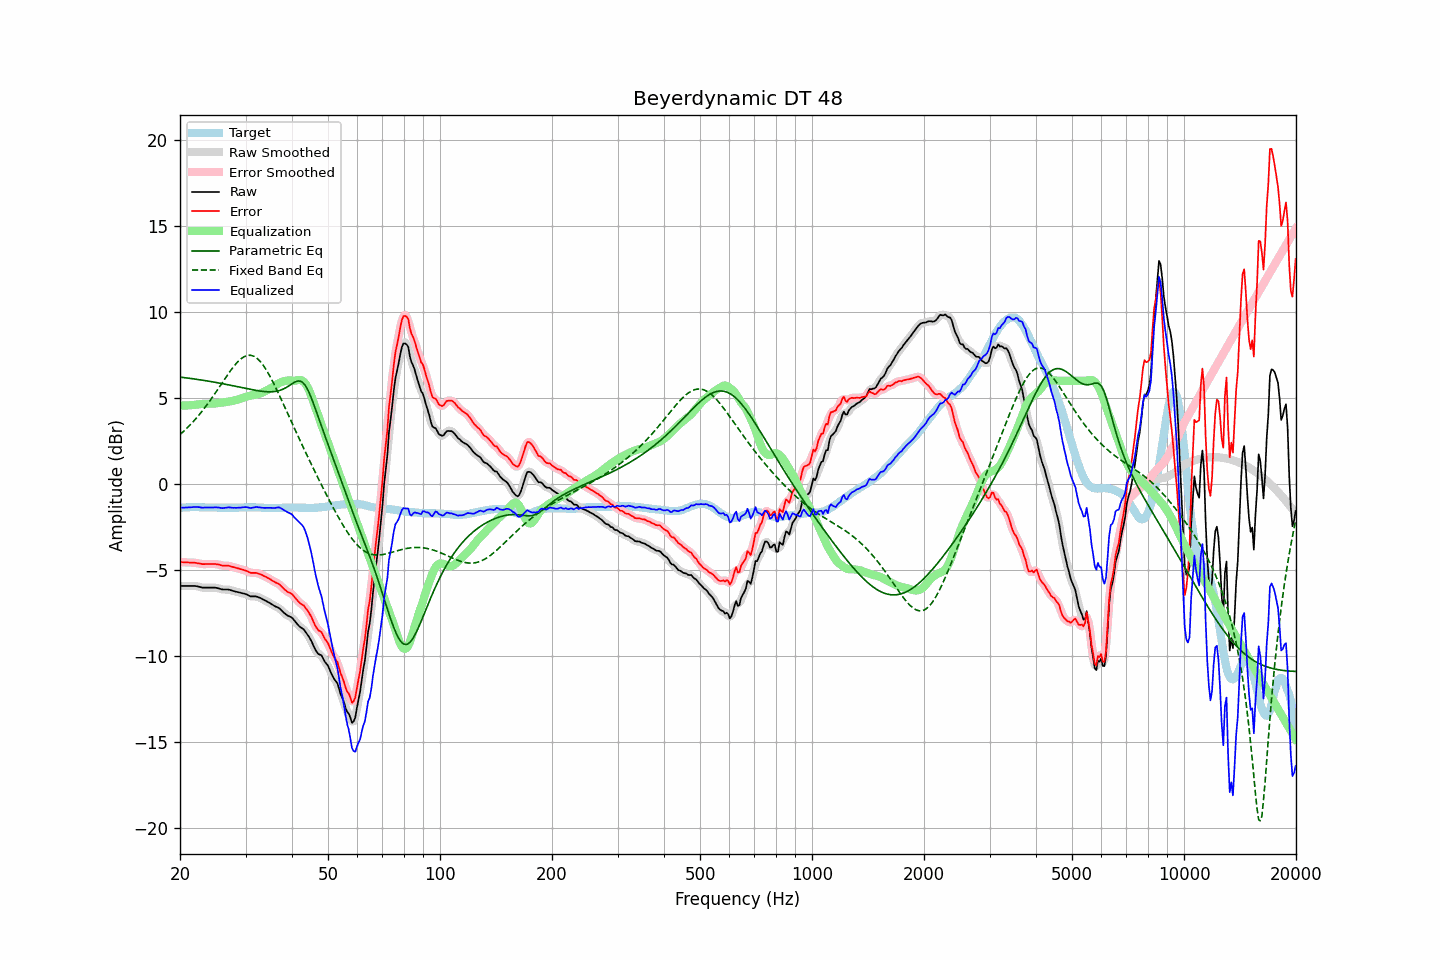 Beyerdynamic DT 48
Target
Raw Smoothed
Error Smoothed
Raw
Error
Equalization
Parametric Eq
Fixed Band Eq
Equalized
20
15
10
5
0
−5
−10
−15
−20
Amplitude (dBr)
20
50
100
200
500
1000
2000
5000
10000
20000
Frequency (Hz)